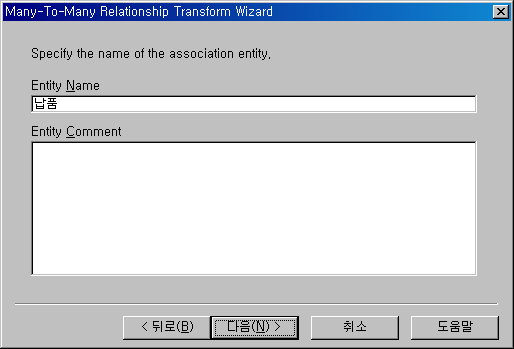 Many-To-Many Relationship Transform Wizard
Specify the name of the association entity.
Entity Name
납품
Entity Comment
< 뒤로(B) 다음(N) > 취소 도움말